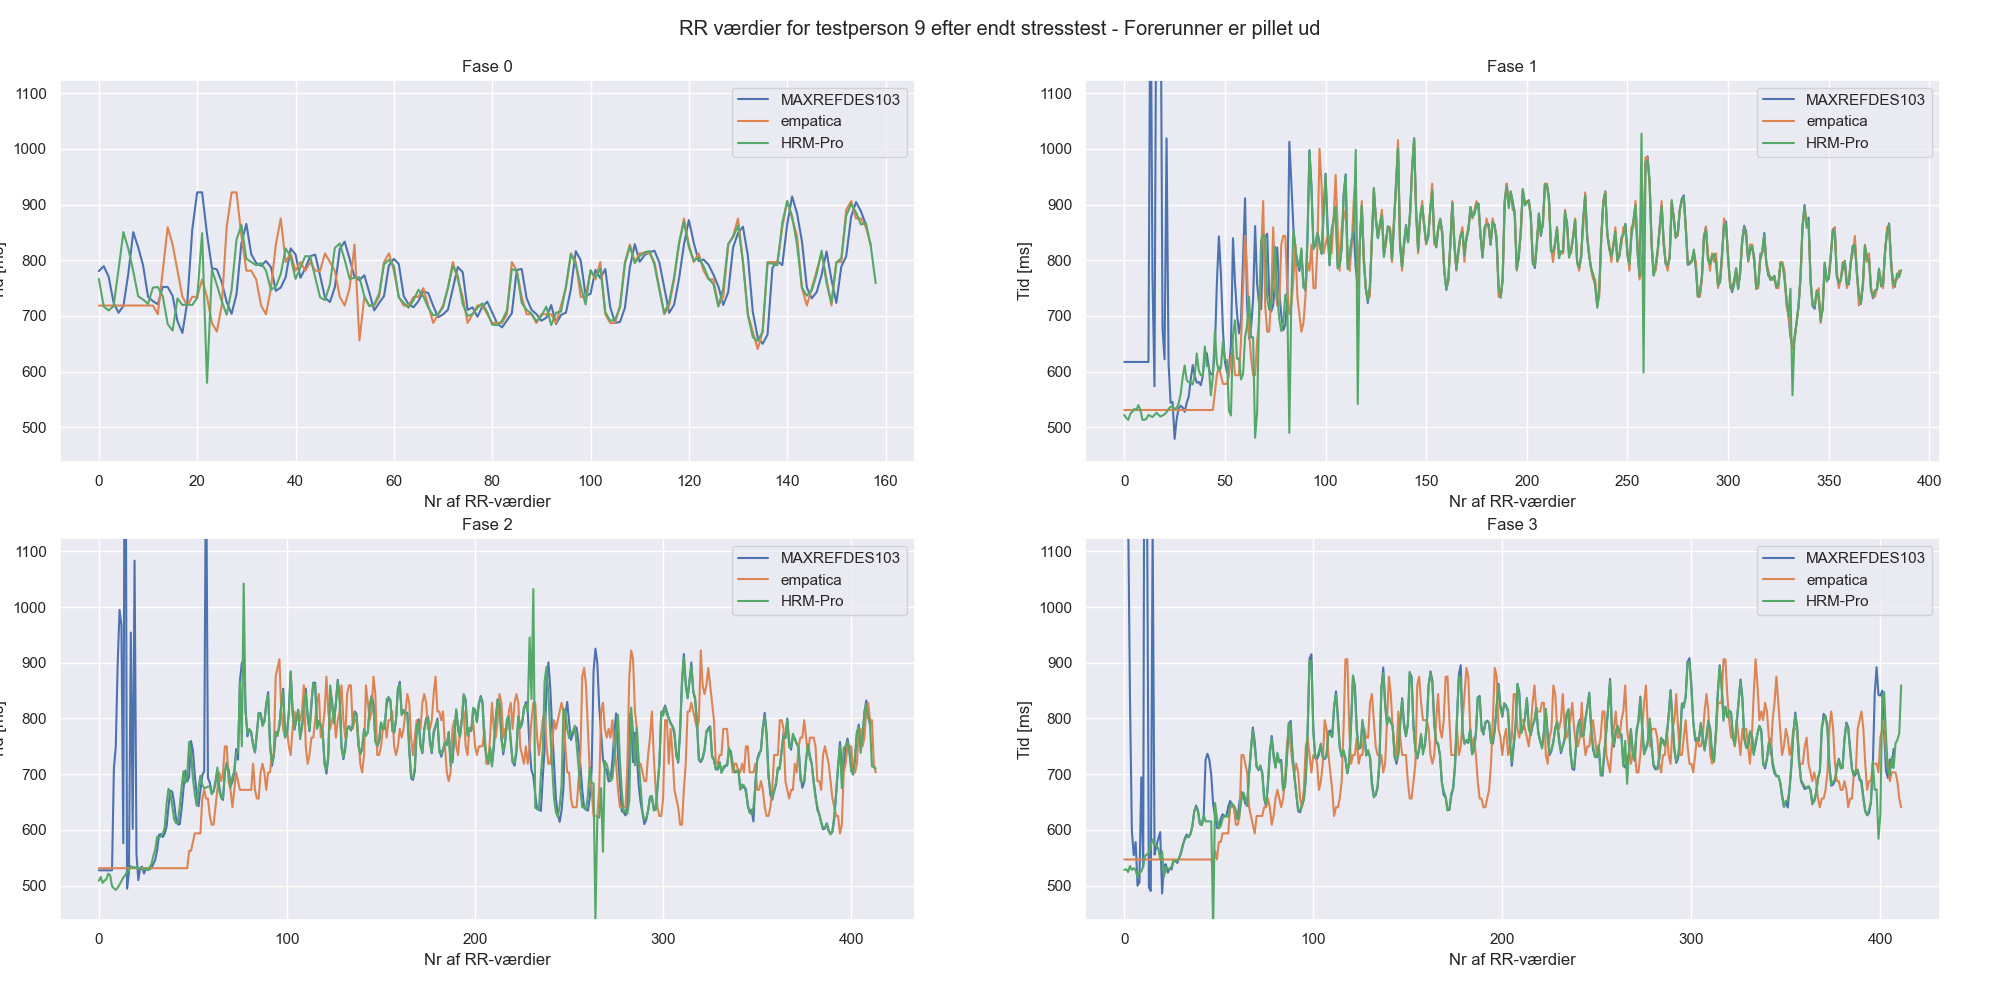 RR værdier for testperson 9 efter endt stresstest - Forerunner er pillet ud
Fase 0
1100
1000
900
800
700
600
500
0 20 40 60 80 100 120 140 160
Nr af RR-værdier
MAXREFDES103
empatica
HRM-Pro
Fase 1
Tid [ms]
1100
1000
900
800
700
600
500
0 50 100 150 200 250 300 350 400
Nr af RR-værdier
MAXREFDES103
empatica
HRM-Pro
Fase 2
1100
1000
900
800
700
600
500
0 100 200 300 400
Nr af RR-værdier
MAXREFDES103
empatica
HRM-Pro
Fase 3
Tid [ms]
1100
1000
900
800
700
600
500
0 100 200 300 400
Nr af RR-værdier
MAXREFDES103
empatica
HRM-Pro